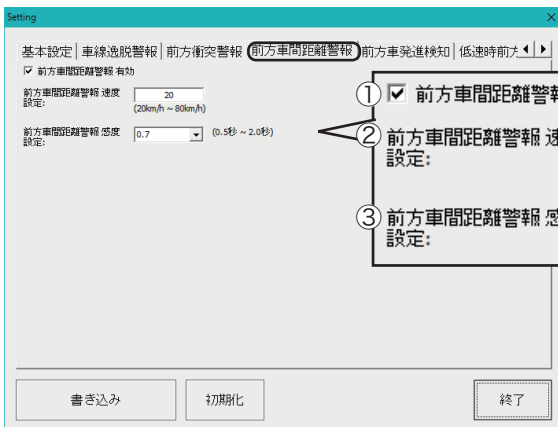 Setting
基本設定 車線逸脱警報 前方衝突警報 前方車間距離警報 前方車発進検知 低速時前方
前方車間距離警報 有効
前方車間距離警報 速度
設定:
20
(20km/h ~ 80km/h)
前方車間距離警報 感度
設定:
0.7
(0.5秒 ~ 2.0秒)
① 前方車間距離警報
② 前方車間距離警報 速
設定:
③ 前方車間距離警報 感
設定:
書き込み 初期化 終了